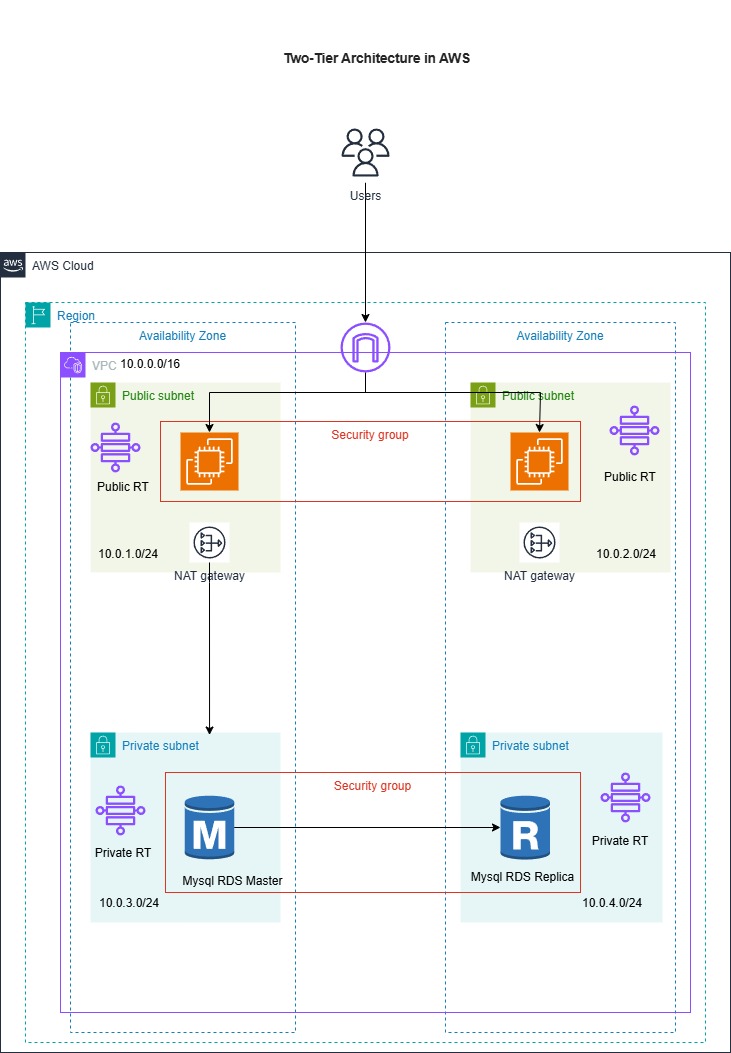 Two-Tier Architecture in AWS
Users
aws
AWS Cloud
Region
Availability Zone
Availability Zone
VPC 10.0.0.0/16
Public subnet
Public subnet
Security group
Public RT
Public RT
10.0.1.0/24
10.0.2.0/24
NAT gateway
NAT gateway
Private subnet
Private subnet
Security group
M
R
Private RT
Private RT
Mysql RDS Master
Mysql RDS Replica
10.0.3.0/24
10.0.4.0/24